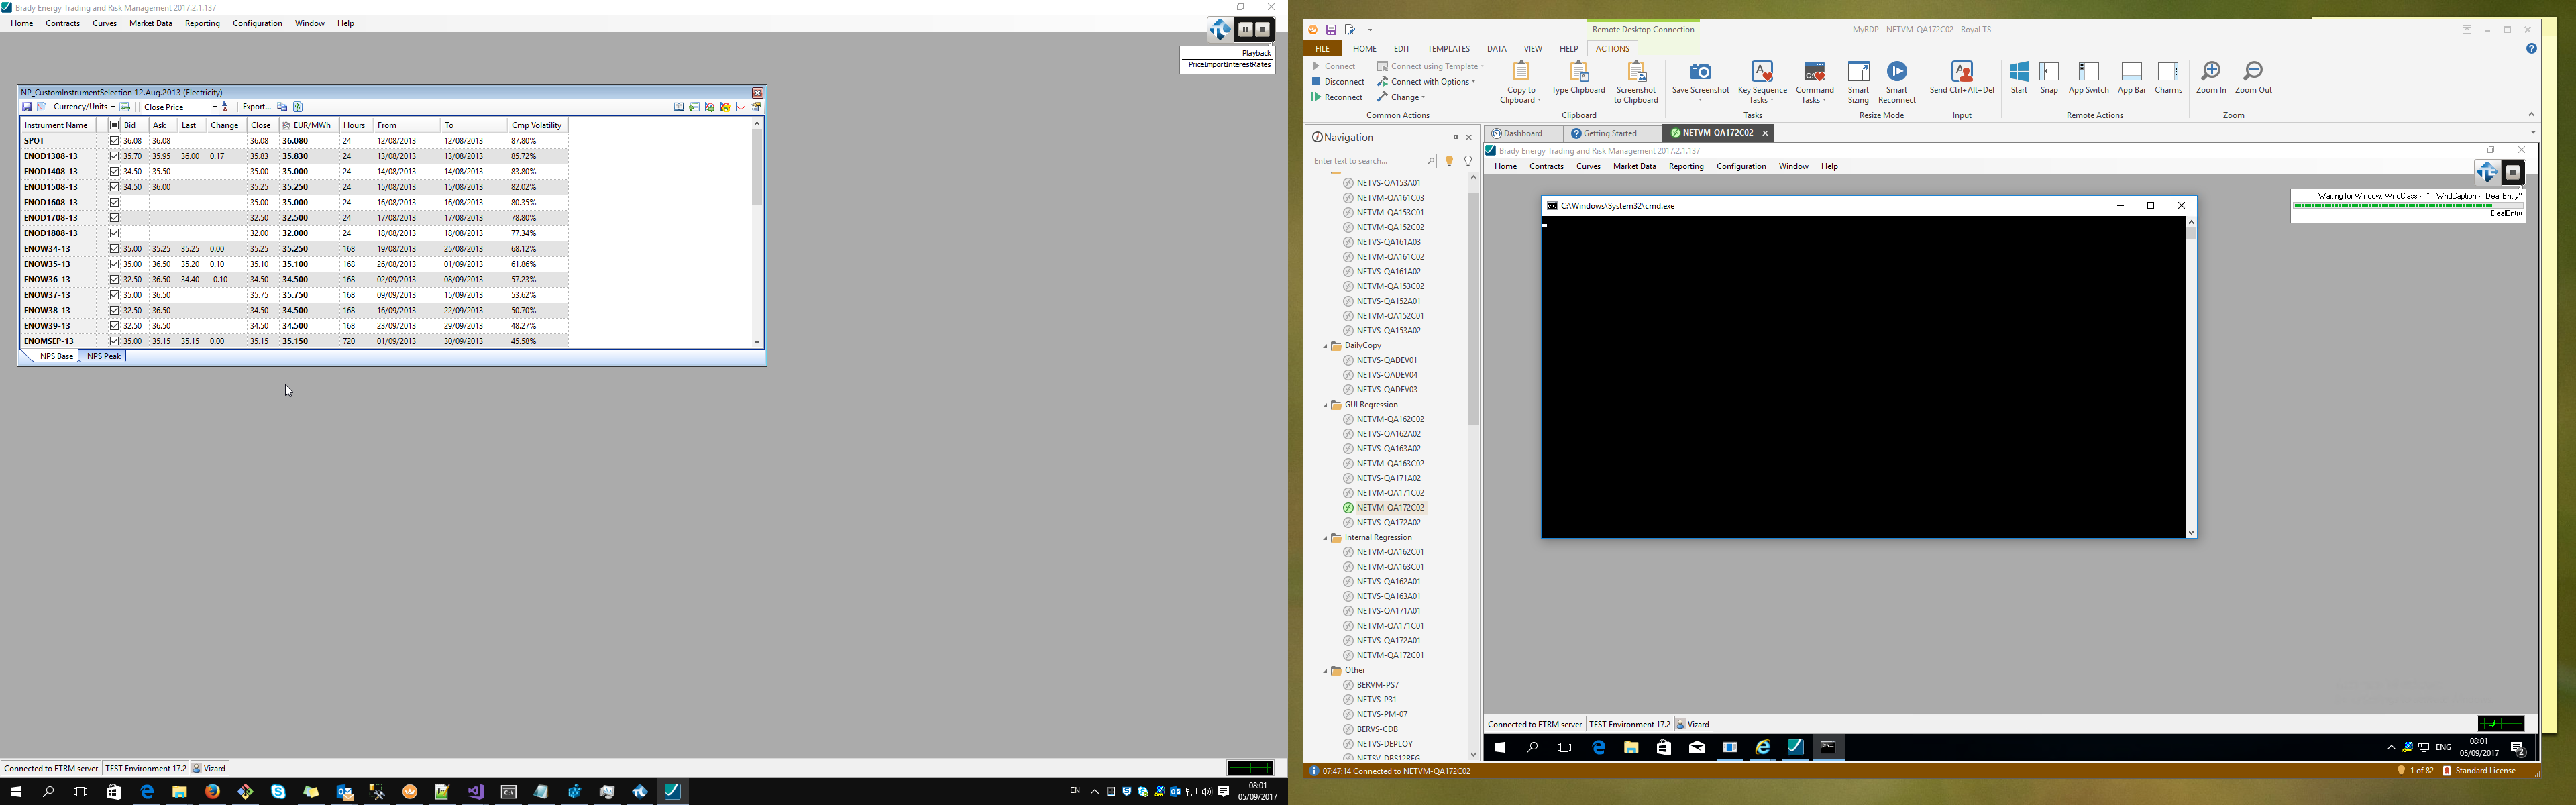 Brady Energy Trading and Risk Management 2017.2.1.137
Home Contracts Curves Market Data Reporting Configuration Window Help
Playback
PriceImportInterestRates
NP_CustomInstrumentSelection 12.Aug.2013 (Electricity)
Currency/Units Close Price Export...
Instrument Name Bid Ask Last Change Close EUR/MWh Hours From To Cmp Volatility
SPOT 36.08 36.08 36.08 36.080 24 12/08/2013 12/08/2013 87.80%
ENOD1308-13 35.70 35.95 36.00 0.17 35.83 35.830 24 13/08/2013 13/08/2013 85.72%
ENOD1408-13 34.50 35.50 35.00 35.000 24 14/08/2013 14/08/2013 83.80%
ENOD1508-13 34.50 36.00 35.25 35.250 24 15/08/2013 15/08/2013 82.02%
ENOD1608-13 35.00 35.000 24 16/08/2013 16/08/2013 80.35%
ENOD1708-13 32.50 32.500 24 17/08/2013 17/08/2013 78.80%
ENOD1808-13 32.00 32.000 24 18/08/2013 18/08/2013 77.34%
ENOW34-13 35.00 35.25 35.25 0.00 35.25 35.250 168 19/08/2013 25/08/2013 68.12%
ENOW35-13 35.00 36.50 35.20 0.10 35.10 35.100 168 26/08/2013 01/09/2013 61.86%
ENOW36-13 32.50 36.50 34.40 -0.10 34.50 34.500 168 02/09/2013 08/09/2013 57.23%
ENOW37-13 35.00 36.50 35.75 35.750 168 09/09/2013 15/09/2013 53.62%
ENOW38-13 32.50 36.50 34.50 34.500 168 16/09/2013 22/09/2013 50.70%
ENOW39-13 32.50 36.50 34.50 34.500 168 23/09/2013 29/09/2013 48.27%
ENOMSEP-13 35.00 35.15 35.15 0.00 35.15 35.150 720 01/09/2013 30/09/2013 45.58%
NPS Base NPS Peak
Connected to ETRM server TEST Environment 17.2 Vizard
EN 08:01
05/09/2017
Remote Desktop Connection MyRDP - NETVM-QA172C02 - Royal TS
FILE HOME EDIT TEMPLATES DATA VIEW HELP ACTIONS
Connect
Disconnect
Reconnect
Connect using Template
Connect with Options
Change
Common Actions
Copy to Clipboard
Type Clipboard
Screenshot to Clipboard
Clipboard
Save Screenshot
Key Sequence Tasks
Command Tasks
Tasks
Smart Sizing
Smart Reconnect
Resize Mode
Send Ctrl+Alt+Del
Input
Start Snap App Switch App Bar Charms
Remote Actions
Zoom In Zoom Out
Zoom
Navigation
Enter text to search...
NETVS-QA153A01
NETVM-QA161C03
NETVM-QA153C01
NETVM-QA152C02
NETVS-QA161A03
NETVM-QA161C02
NETVS-QA161A02
NETVM-QA153C02
NETVS-QA152A01
NETVM-QA152C01
NETVS-QA153A02
DailyCopy
NETVS-QADEV01
NETVS-QADEV04
NETVS-QADEV03
GUI Regression
NETVM-QA162C02
NETVS-QA162A02
NETVS-QA163A02
NETVM-QA163C02
NETVS-QA171A02
NETVM-QA171C02
NETVM-QA172C02
NETVS-QA172A02
Internal Regression
NETVM-QA162C01
NETVM-QA163C01
NETVS-QA162A01
NETVS-QA163A01
NETVS-QA171A01
NETVM-QA171C01
NETVS-QA172A01
NETVM-QA172C01
Other
BERVM-PS7
NETVS-P31
NETVS-PM-07
BERVS-CDB
NETVS-DEPLOY
Dashboard Getting Started NETVM-QA172C02
Brady Energy Trading and Risk Management 2017.2.1.137
Home Contracts Curves Market Data Reporting Configuration Window Help
Waiting for Window: WndClass - "*", WndCaption - "Deal Entry"
DealEntry
C:\Windows\System32\cmd.exe
Connected to ETRM server TEST Environment 17.2 Vizard
ENG 08:01
05/09/2017
2
07:47:14 Connected to NETVM-QA172C02
1 of 82 Standard License